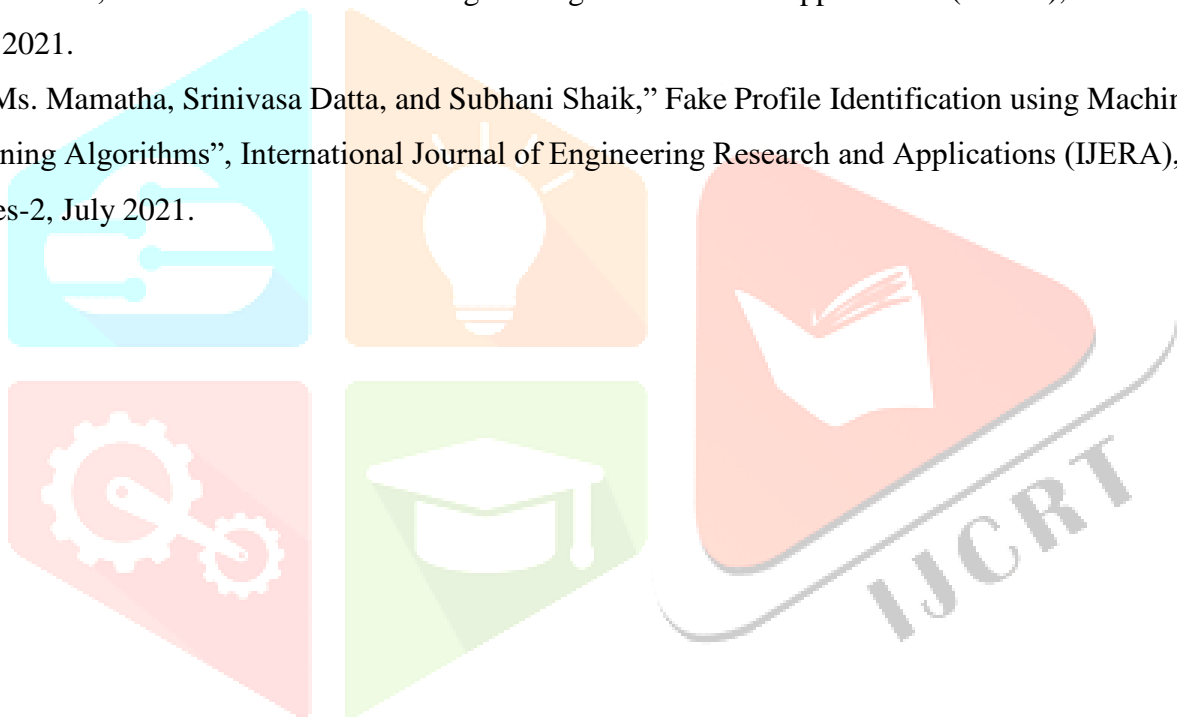 2021.
Ms. Mamatha, Srinivasa Datta, and Subhani Shaik,” Fake Profile Identification using Machin
ning Algorithms”, International Journal of Engineering Research and Applications (IJERA),
es-2, July 2021.
IJCRT